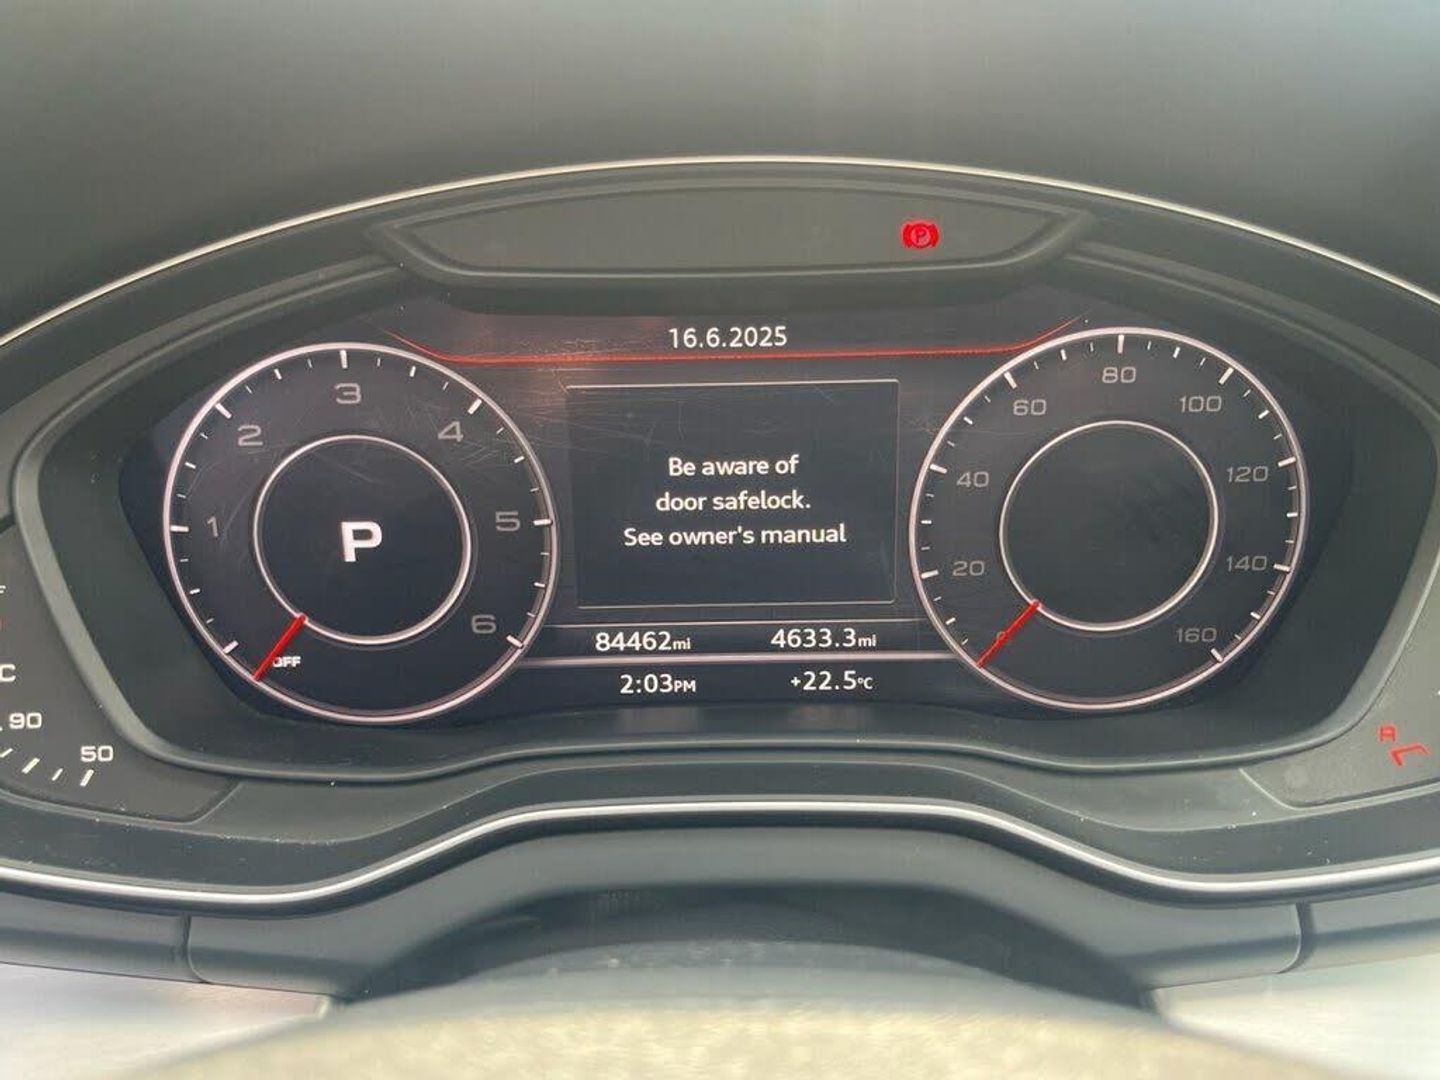 P
16.6.2025
1
2
3
4
5
6
OFF
P
Be aware of
door safelock.
See owner's manual
20
40
60
80
100
120
140
160
84462mi
4633.3mi
2:03PM
+22.5°C
C
90
50